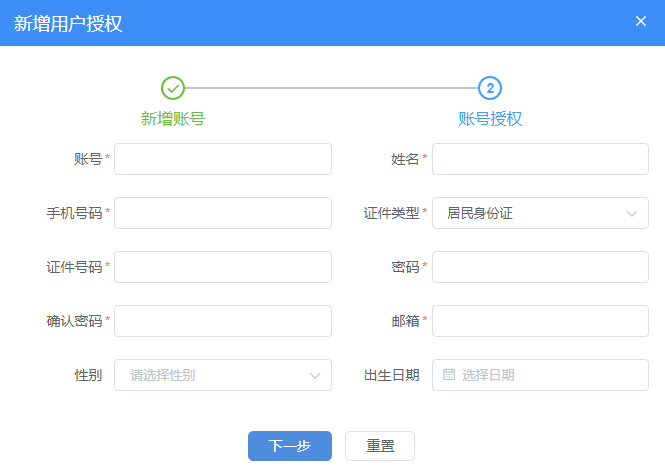 新增用户授权
2
新增账号 账号授权
账号* 姓名*
手机号码* 证件类型* 居民身份证
证件号码* 密码*
确认密码* 邮箱*
性别 请选择性别 出生日期 选择日期
下一步 重置